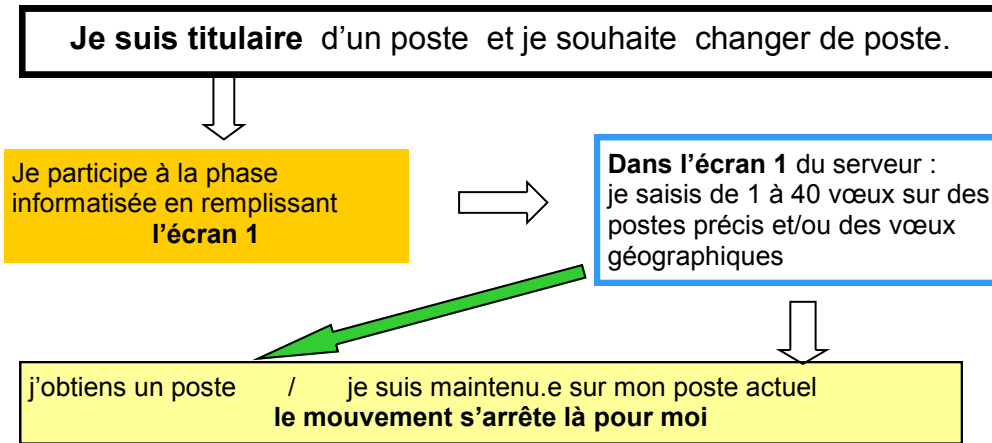 Je suis titulaire d'un poste et je souhaite changer de poste.
Je participe à la phase
informatisée en remplissant
l'écran 1
Dans l'écran 1 du serveur :
je saisis de 1 à 40 vœux sur des
postes précis et/ou des vœux
géographiques
j'obtiens un poste / je suis maintenu.e sur mon poste actuel
le mouvement s'arrête là pour moi